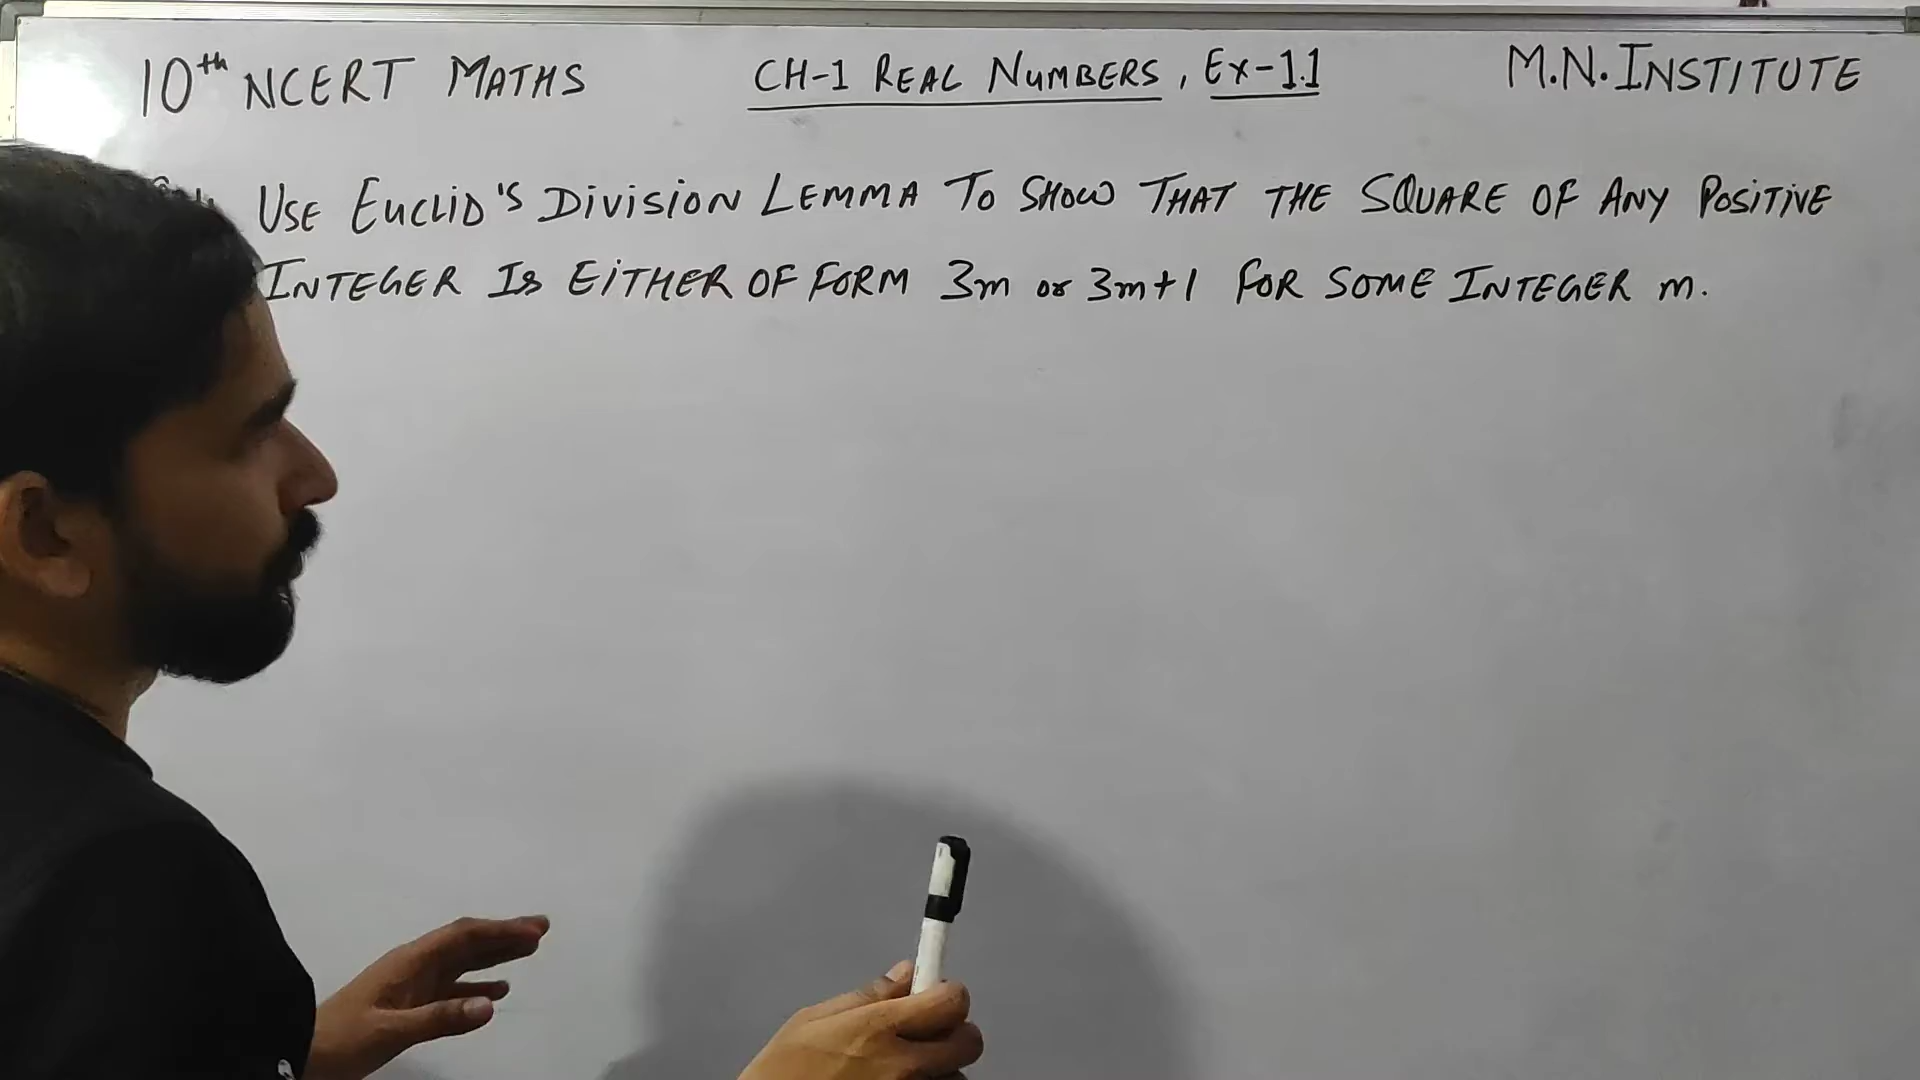 10th NCERT MATHS
CH-1 REAL NUMBERS, Ex-1.1
M.N. INSTITUTE
USE EUCLID'S DIVISION LEMMA TO SHOW THAT THE SQUARE OF ANY POSITIVE
INTEGER IS EITHER OF FORM 3m or 3m+1 FOR SOME INTEGER m.